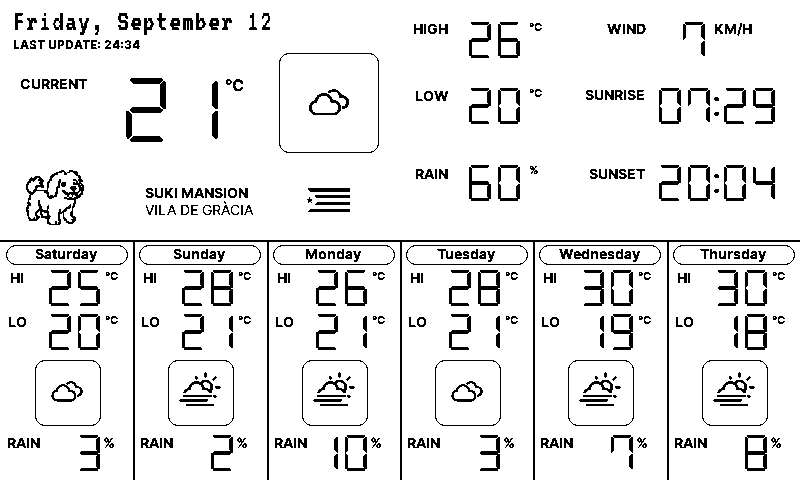 Friday, September 12
LAST UPDATE: 24:34
CURRENT 21 °C
HIGH 26 °C
LOW 20 °C
RAIN 60 %
WIND 7 KM/H
SUNRISE 07:29
SUNSET 20:04
SUKI MANSION
VILA DE GRÀCIA
Saturday
HI 25 °C
LO 20 °C
RAIN 3 %
Sunday
HI 28 °C
LO 21 °C
RAIN 2 %
Monday
HI 26 °C
LO 21 °C
RAIN 10 %
Tuesday
HI 28 °C
LO 21 °C
RAIN 3 %
Wednesday
HI 30 °C
LO 19 °C
RAIN 7 %
Thursday
HI 30 °C
LO 18 °C
RAIN 8 %